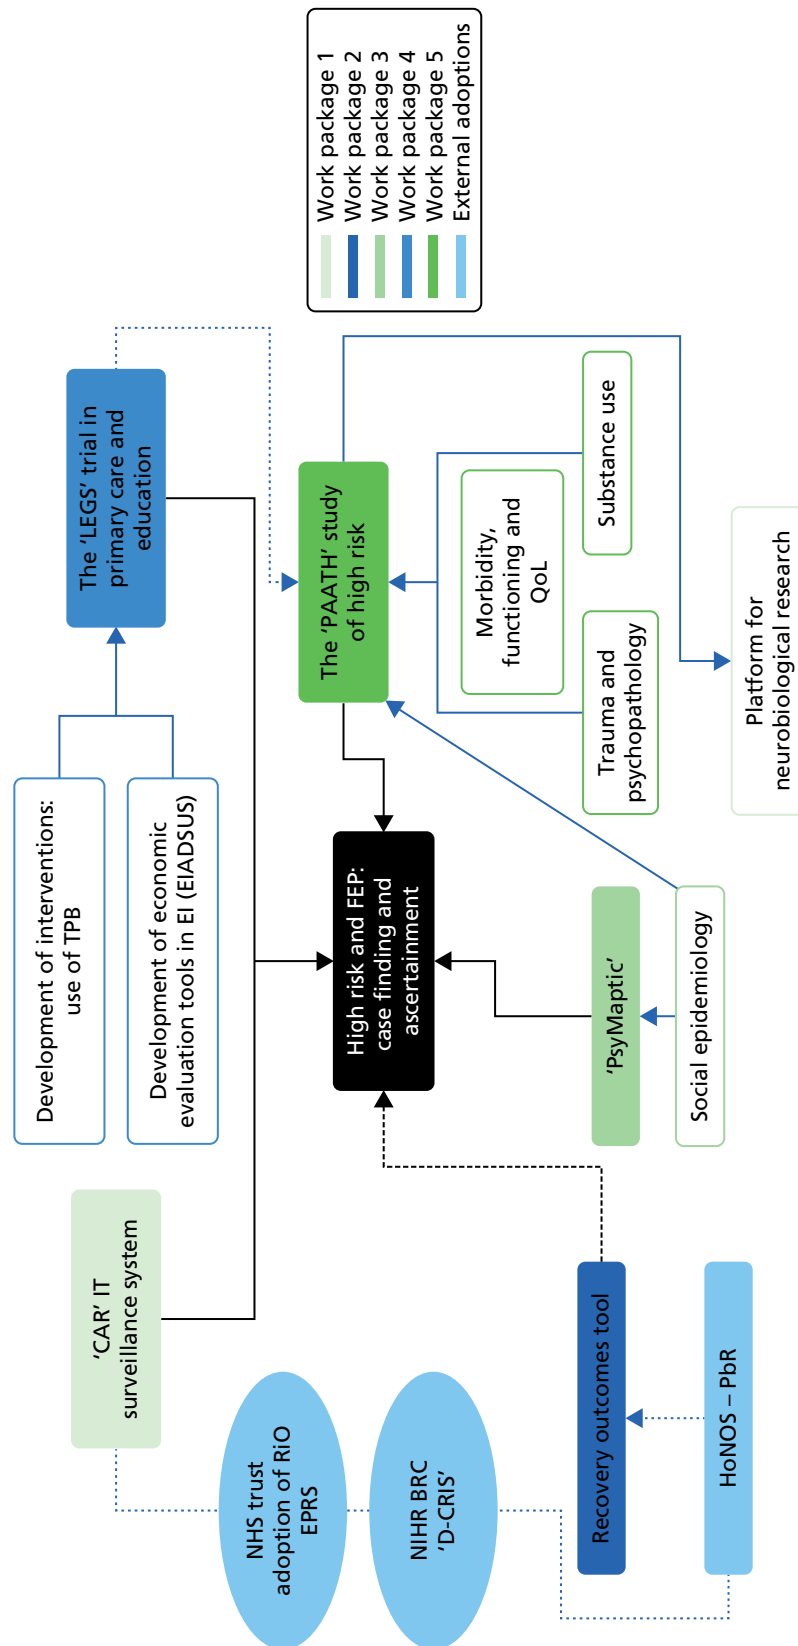 'CAR' IT
surveillance system
Development of interventions:
use of TPB
Development of economic
evaluation tools in EI (EIADSUS)
The 'LEGS' trial in
primary care and
education
NHS trust
adoption of RiO
EPRS
NIHR BRC
'D-CRIS'
High risk and FEP:
case finding and
ascertainment
The 'PAATH' study
of high risk
Work package 1
Work package 2
Work package 3
Work package 4
Work package 5
External adoptions
Recovery outcomes tool
HoNOS – PbR
'PsyMaptic'
Social epidemiology
Morbidity,
functioning and
QoL
Trauma and
psychopathology
Substance use
Platform for
neurobiological research